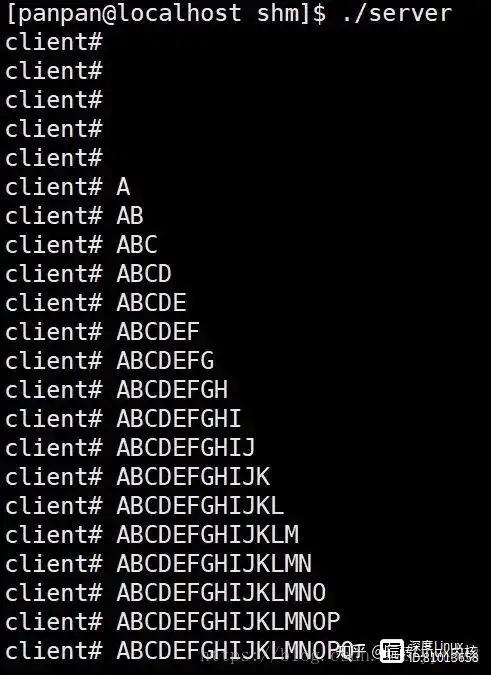 [panpan@localhost shm]$ ./server
client#
client#
client#
client#
client#
client# A
client# AB
client# ABC
client# ABCD
client# ABCDE
client# ABCDEF
client# ABCDEFG
client# ABCDEFGH
client# ABCDEFGHI
client# ABCDEFGHIJ
client# ABCDEFGHIJK
client# ABCDEFGHIJKL
client# ABCDEFGHIJKLM
client# ABCDEFGHIJKLMN
client# ABCDEFGHIJKLMNO
client# ABCDEFGHIJKLMNOP
client# ABCDEFGHIJKLMNOPQ
知乎 @
深度Linux
ID:81013658